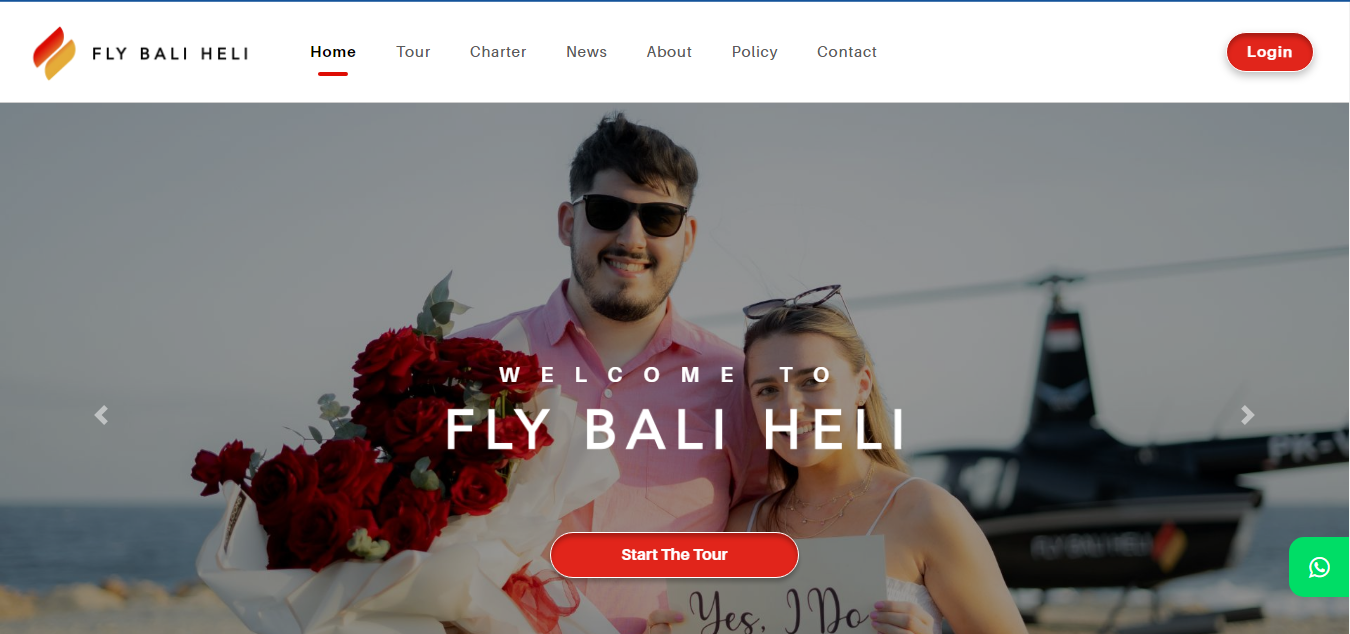 FLY BALI HELI
Home
Tour
Charter
News
About
Policy
Contact
Login
WELCOME TO
FLY BALI HELI
PK-
FLY BALI HELI
Start The Tour
Yes, I Do